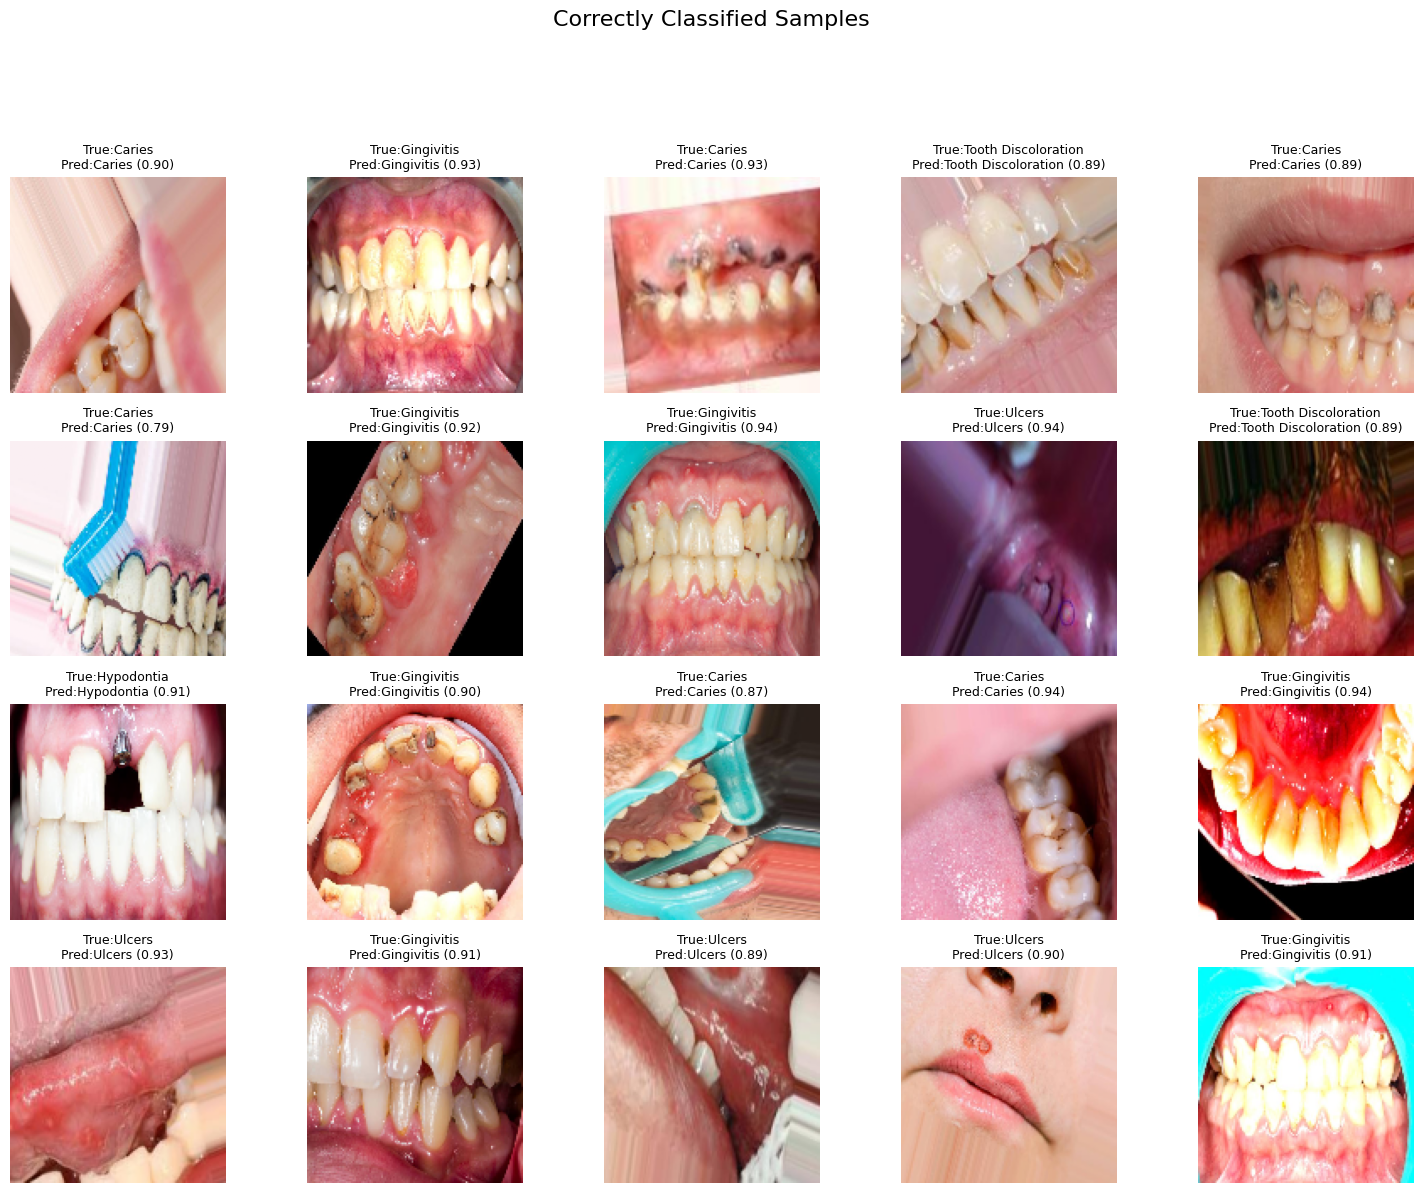 Correctly Classified Samples
True:Caries
Pred:Caries (0.90)
True:Gingivitis
Pred:Gingivitis (0.93)
True:Caries
Pred:Caries (0.93)
True:Tooth Discoloration
Pred:Tooth Discoloration (0.89)
True:Caries
Pred:Caries (0.89)
True:Caries
Pred:Caries (0.79)
True:Gingivitis
Pred:Gingivitis (0.92)
True:Gingivitis
Pred:Gingivitis (0.94)
True:Ulcers
Pred:Ulcers (0.94)
True:Tooth Discoloration
Pred:Tooth Discoloration (0.89)
True:Hypodontia
Pred:Hypodontia (0.91)
True:Gingivitis
Pred:Gingivitis (0.90)
True:Caries
Pred:Caries (0.87)
True:Caries
Pred:Caries (0.94)
True:Gingivitis
Pred:Gingivitis (0.94)
True:Ulcers
Pred:Ulcers (0.93)
True:Gingivitis
Pred:Gingivitis (0.91)
True:Ulcers
Pred:Ulcers (0.89)
True:Ulcers
Pred:Ulcers (0.90)
True:Gingivitis
Pred:Gingivitis (0.91)